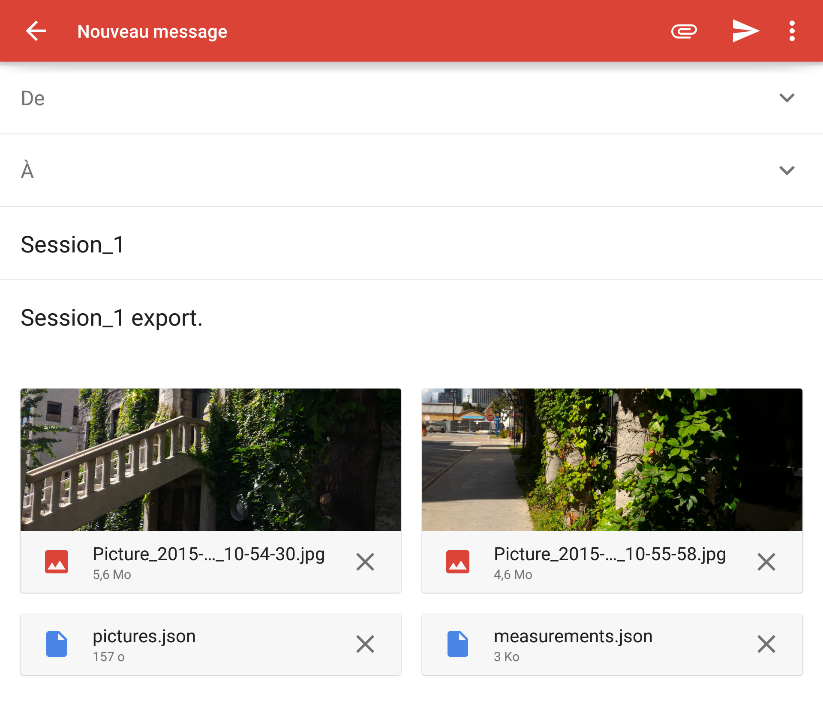 Nouveau message
De
À
Session_1
Session_1 export.
Picture_2015-..._10-54-30.jpg
5,6 Mo
Picture_2015-..._10-55-58.jpg
4,6 Mo
pictures.json
157 o
measurements.json
3 Ko